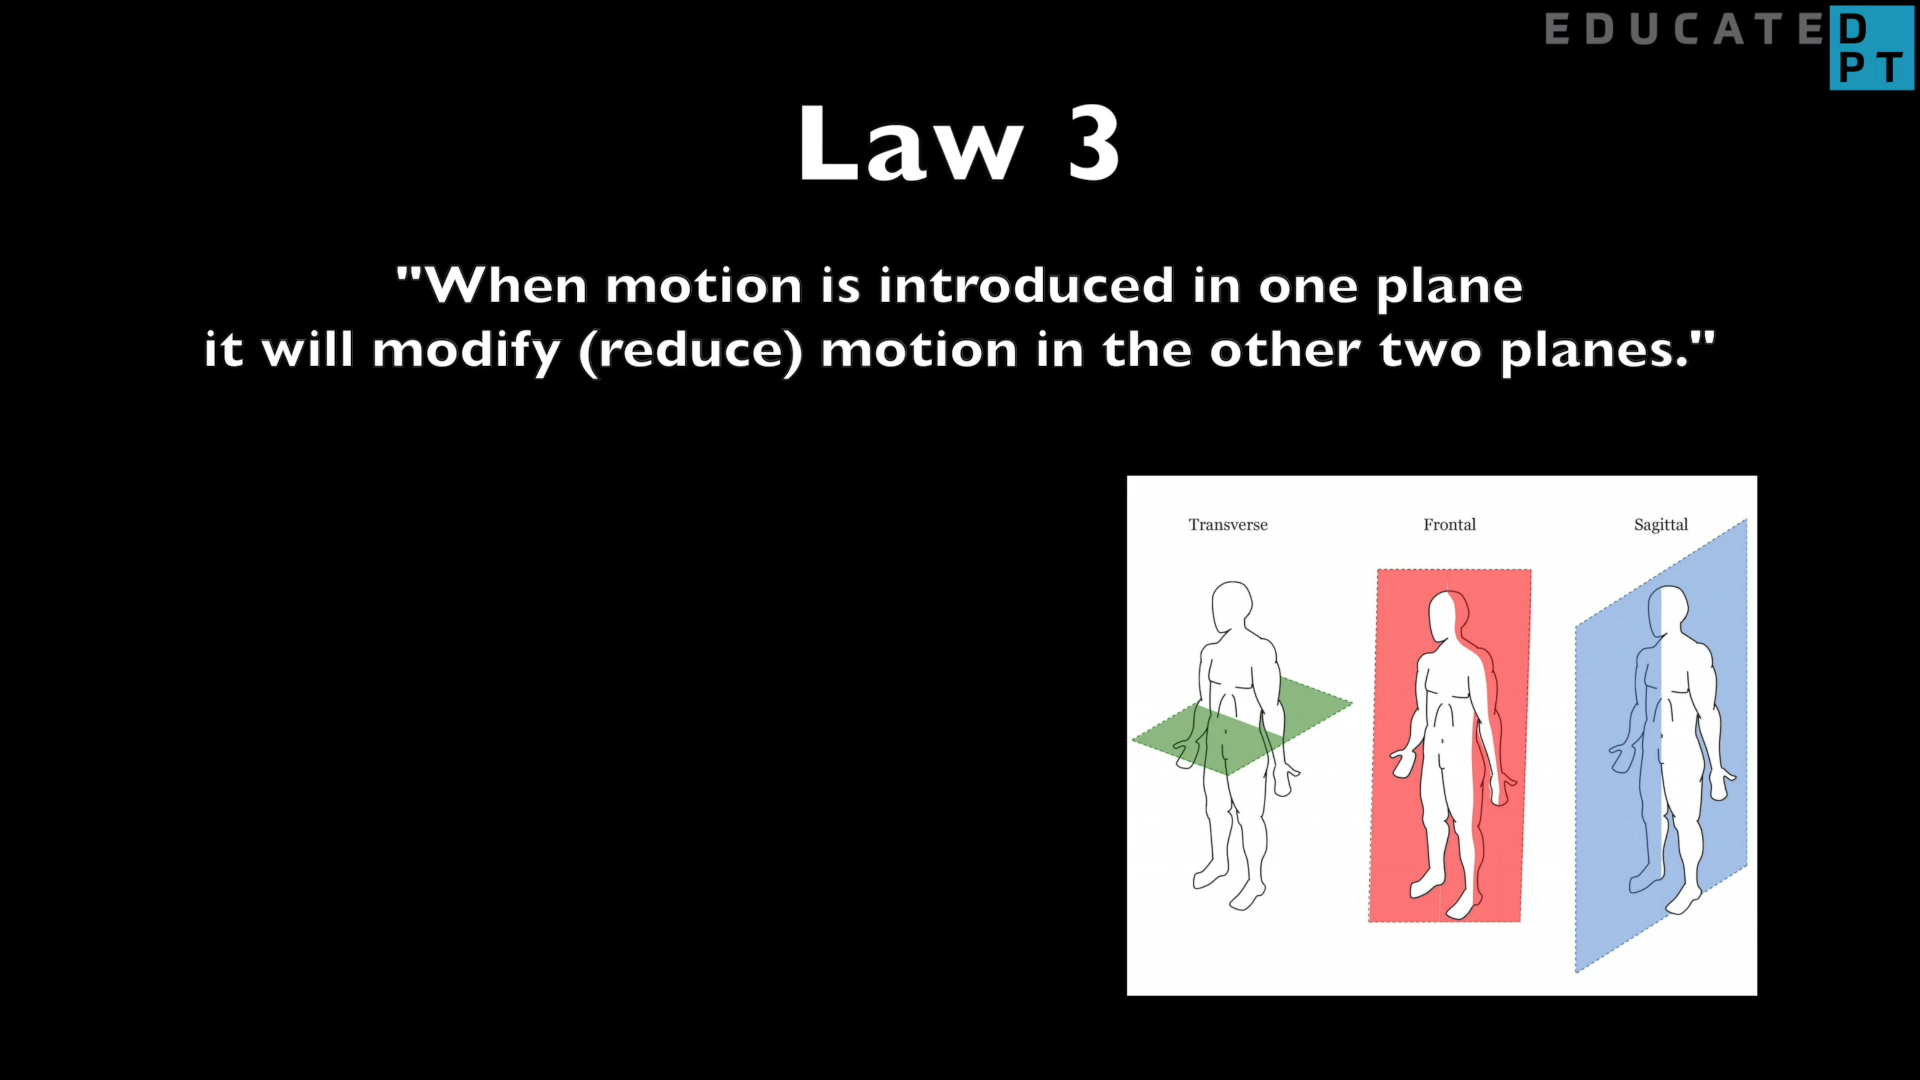 EDUCATED
D
PT
Law 3
"When motion is introduced in one plane
it will modify (reduce) motion in the other two planes."
Transverse Frontal Sagittal